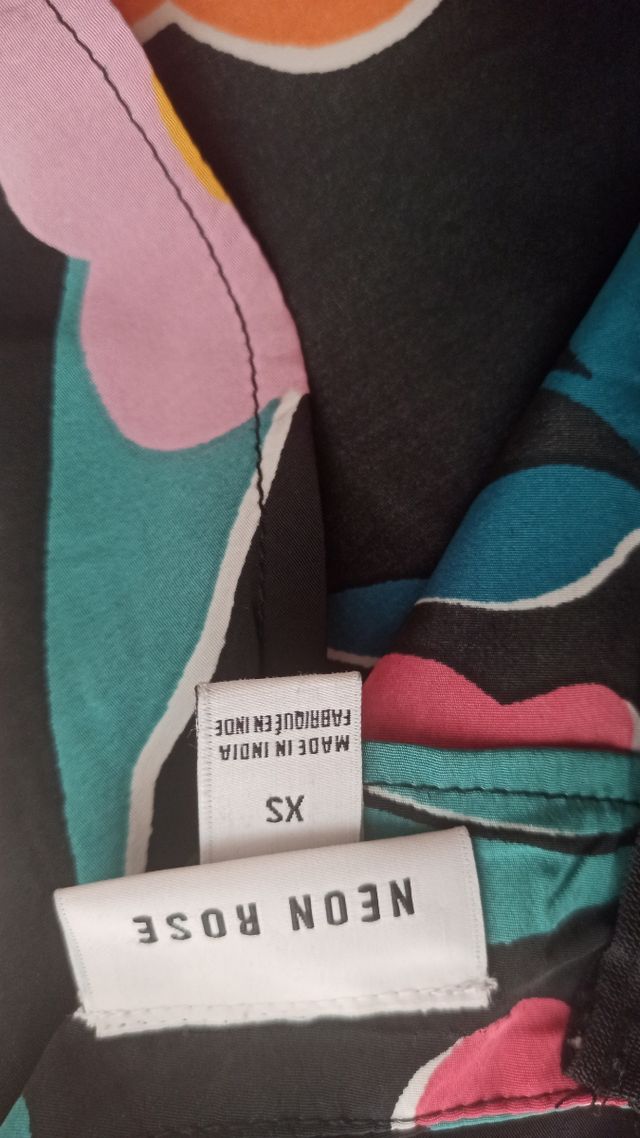 NEON ROSE
XS
MADE IN INDIA
FABRIQUÉ EN INDE